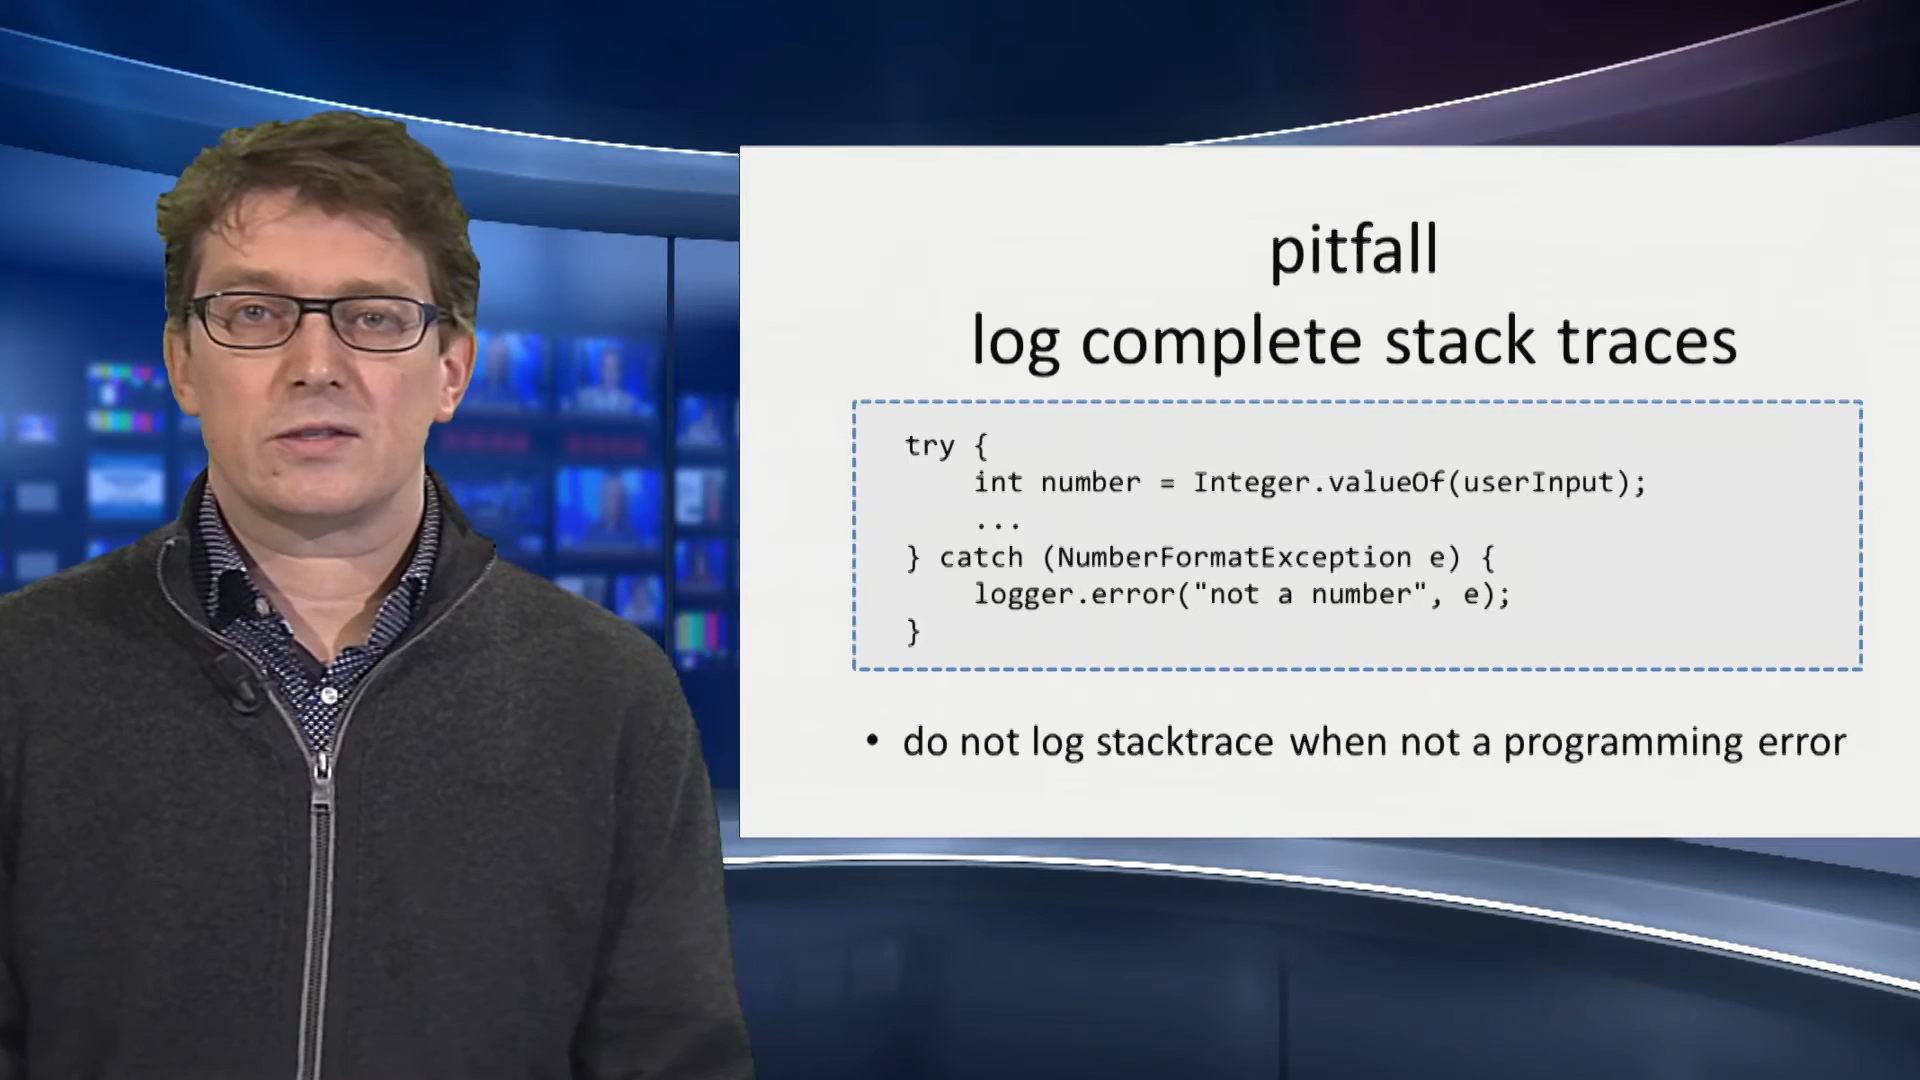 pitfall
log complete stack traces
try {
    int number = Integer.valueOf(userInput);
    ...
} catch (NumberFormatException e) {
    logger.error("not a number", e);
}
• do not log stacktrace when not a programming error